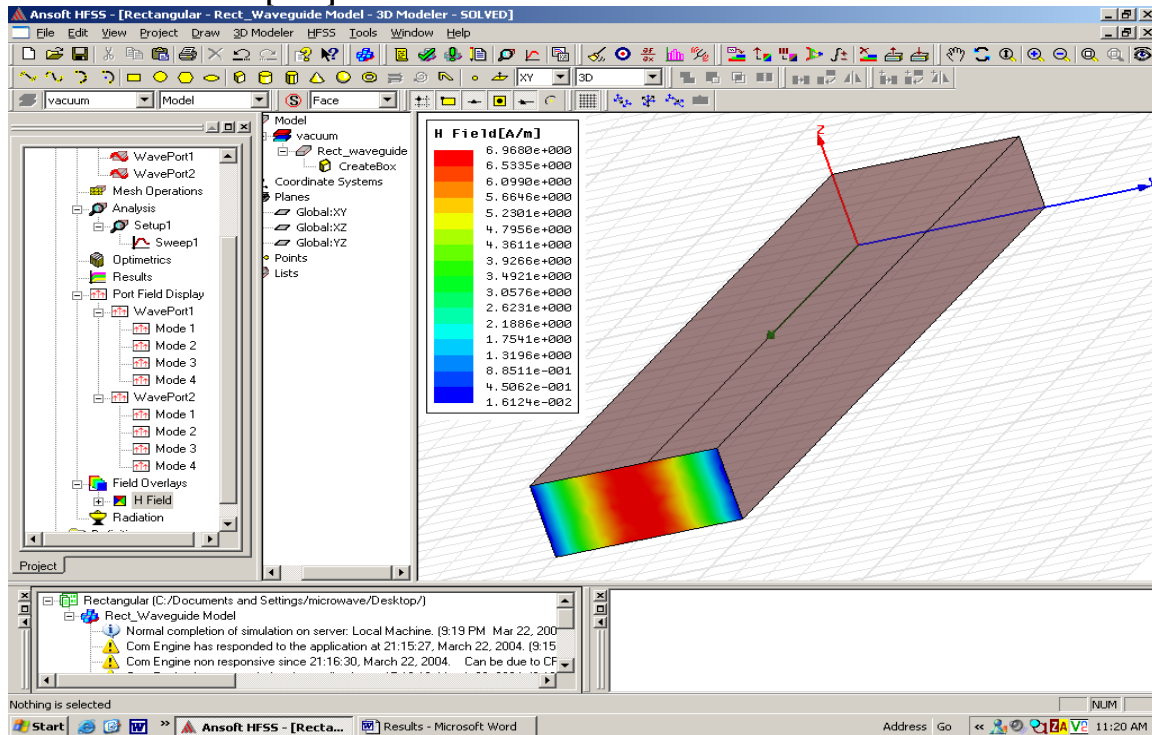 Ansoft HFSS - [Rectangular - Rect_Waveguide Model - 3D Modeler - SOLVED]
File Edit View Project Draw 3D Modeler HFSS Tools Window Help
XY 3D
vacuum Model Face
WavePort1
WavePort2
Mesh Operations
Analysis
Setup1
Sweep1
Optimetrics
Results
Port Field Display
WavePort1
Mode 1
Mode 2
Mode 3
Mode 4
WavePort2
Mode 1
Mode 2
Mode 3
Mode 4
Field Overlays
H Field
Radiation
Project
Model
vacuum
Rect_waveguide
CreateBox
Coordinate Systems
Planes
Global:XY
Global:XZ
Global:YZ
Points
Lists
H Field[A/m]
6.9680e+000
6.5335e+000
6.0990e+000
5.6646e+000
5.2301e+000
4.7956e+000
4.3611e+000
3.9266e+000
3.4921e+000
3.0576e+000
2.6231e+000
2.1886e+000
1.7541e+000
1.3196e+000
8.8511e-001
4.5062e-001
1.6124e-002
Z
Rectangular (C:/Documents and Settings/microwave/Desktop/)
Rect_Waveguide Model
Normal completion of simulation on server: Local Machine. (9:19 PM Mar 22, 200
Com Engine has responded to the application at 21:15:27, March 22, 2004. (9:15
Com Engine non responsive since 21:16:30, March 22, 2004. Can be due to CF
Nothing is selected
NUM
Start
Ansoft HFSS - [Recta...
Results - Microsoft Word
Address Go
11:20 AM